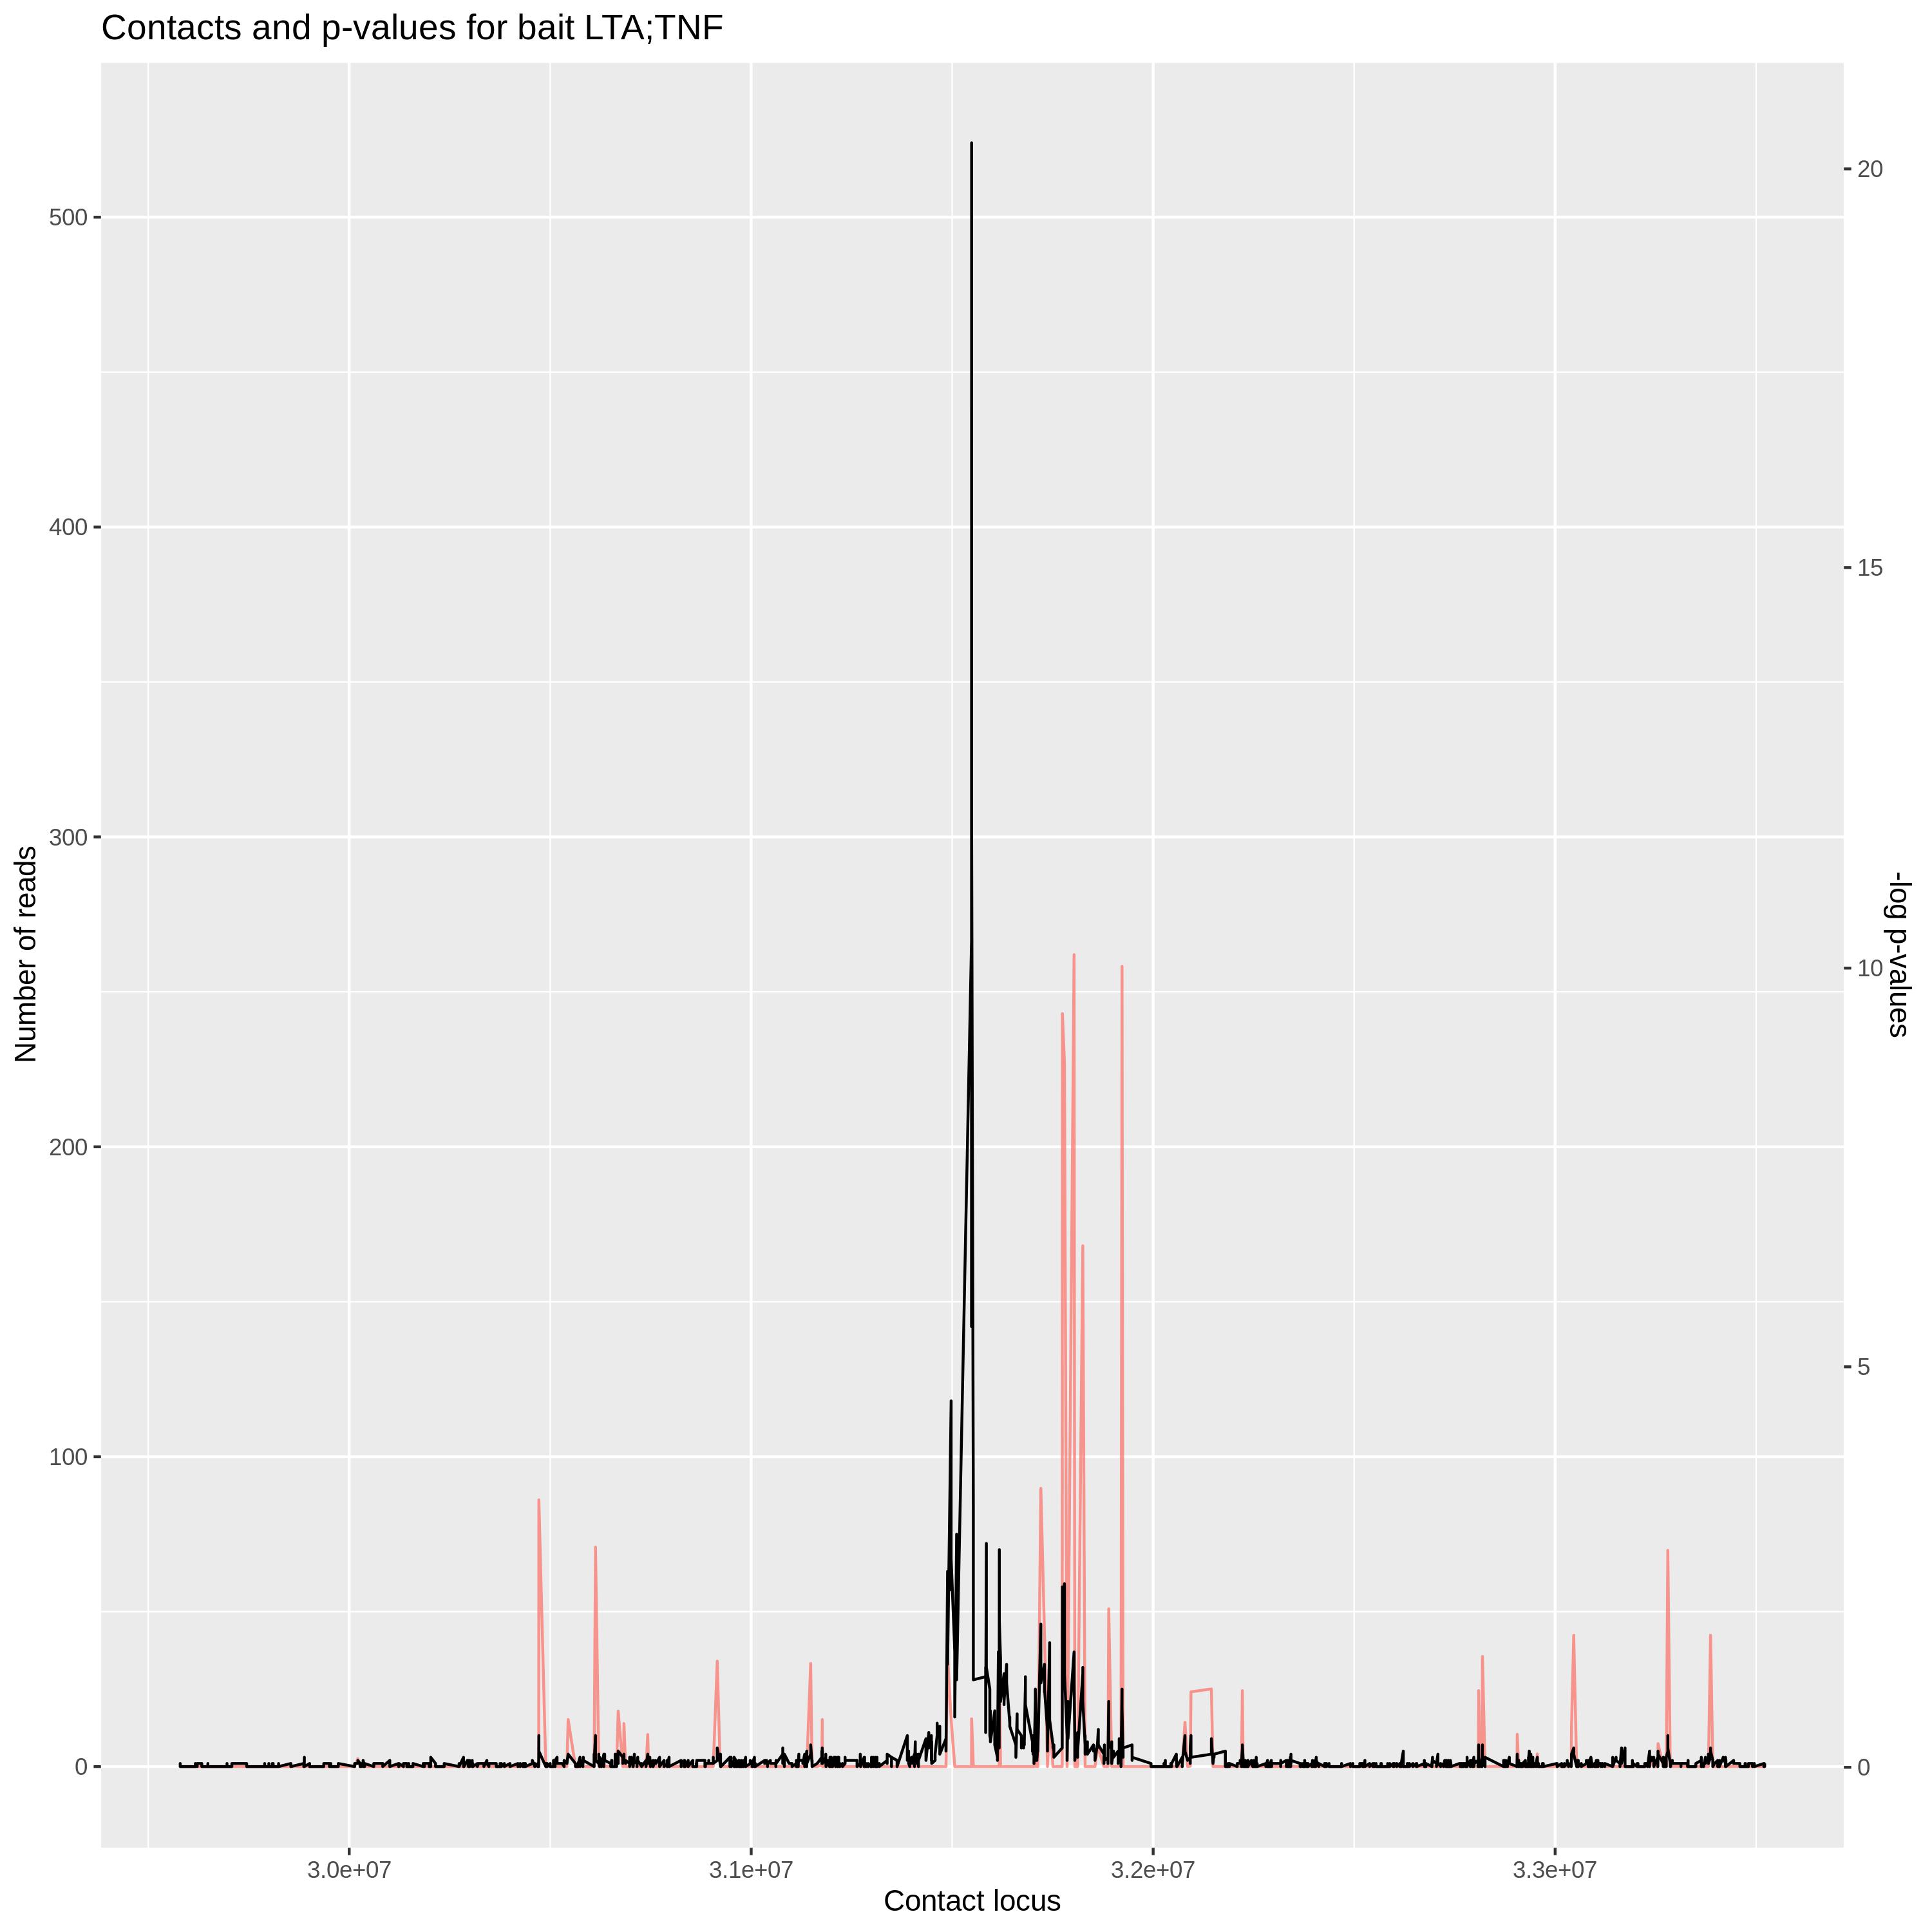 Contacts and p-values for bait LTA;TNF
500
400
300
200
100
0
Number of reads
20
15
10
5
0
-log p-values
3.0e+07
3.1e+07
3.2e+07
3.3e+07
Contact locus